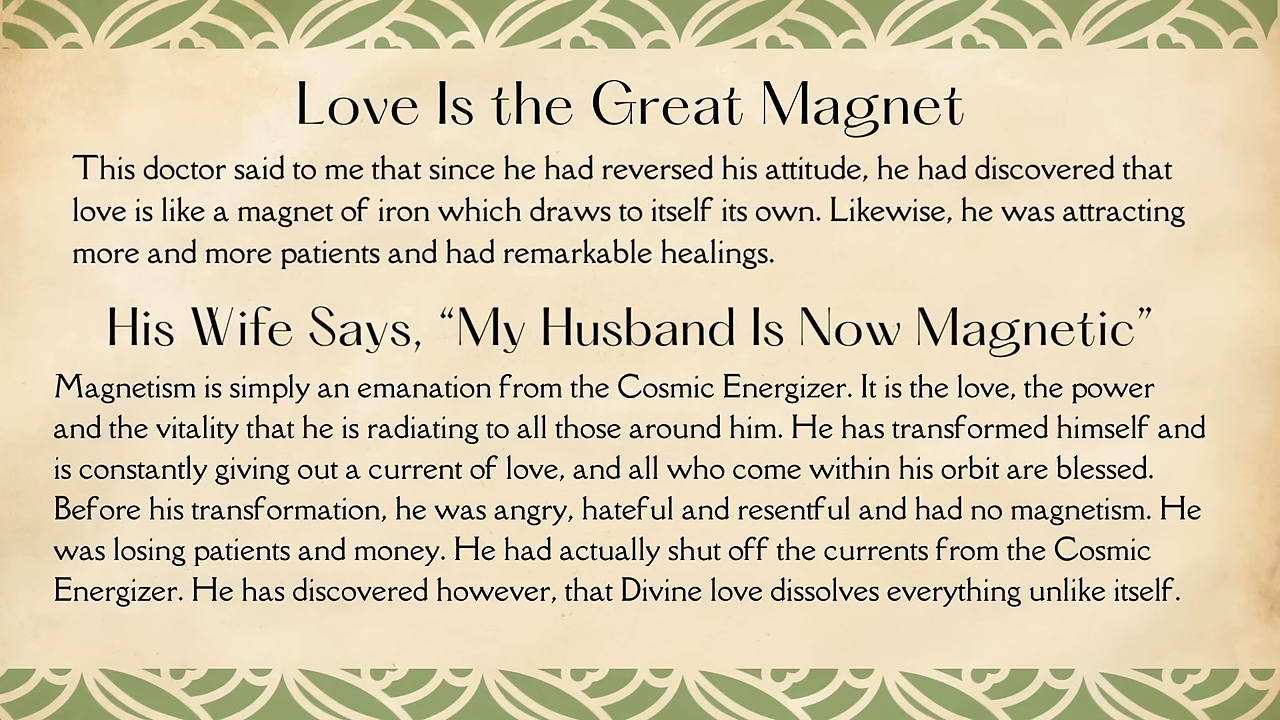 Love Is the Great Magnet
This doctor said to me that since he had reversed his attitude, he had discovered that
love is like a magnet of iron which draws to itself its own. Likewise, he was attracting
more and more patients and had remarkable healings.
His Wife Says, “My Husband Is Now Magnetic”
Magnetism is simply an emanation from the Cosmic Energizer. It is the love, the power
and the vitality that he is radiating to all those around him. He has transformed himself and
is constantly giving out a current of love, and all who come within his orbit are blessed.
Before his transformation, he was angry, hateful and resentful and had no magnetism. He
was losing patients and money. He had actually shut off the currents from the Cosmic
Energizer. He has discovered however, that Divine love dissolves everything unlike itself.